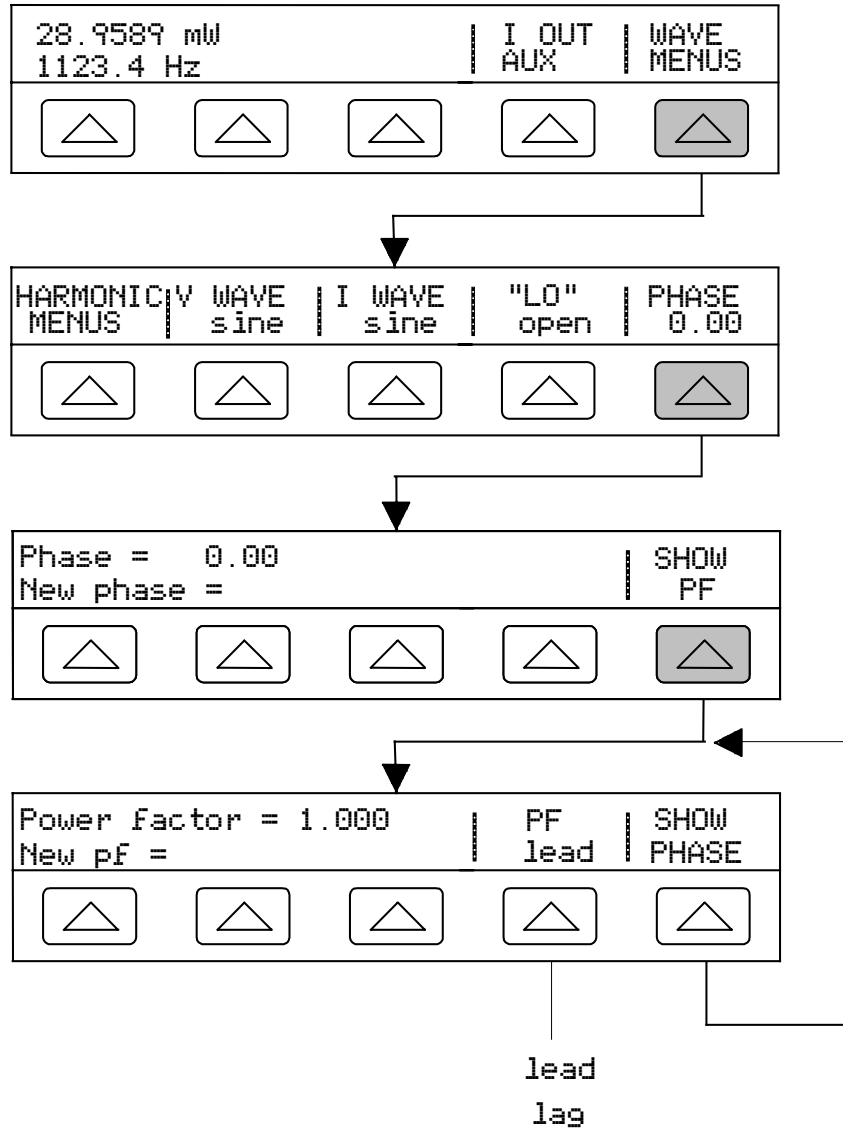 28.9589 mW I OUT WAVE
1123.4 Hz AUX MENUS
HARMONIC V WAVE I WAVE "LO" PHASE
MENUS sine sine open 0.00
Phase = 0.00 SHOW
New phase = PF
Power factor = 1.000 PF SHOW
New pf = lead PHASE
lead
lag